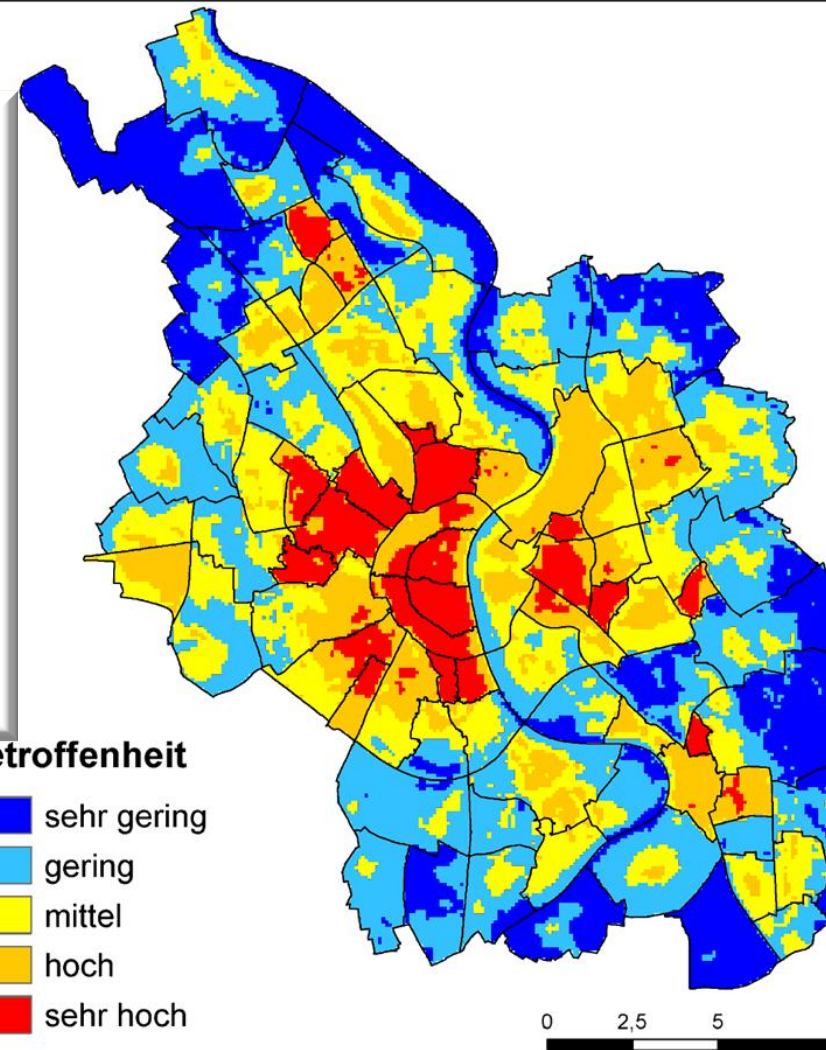 etroffenheit
sehr gering
gering
mittel
hoch
sehr hoch
0 2,5 5